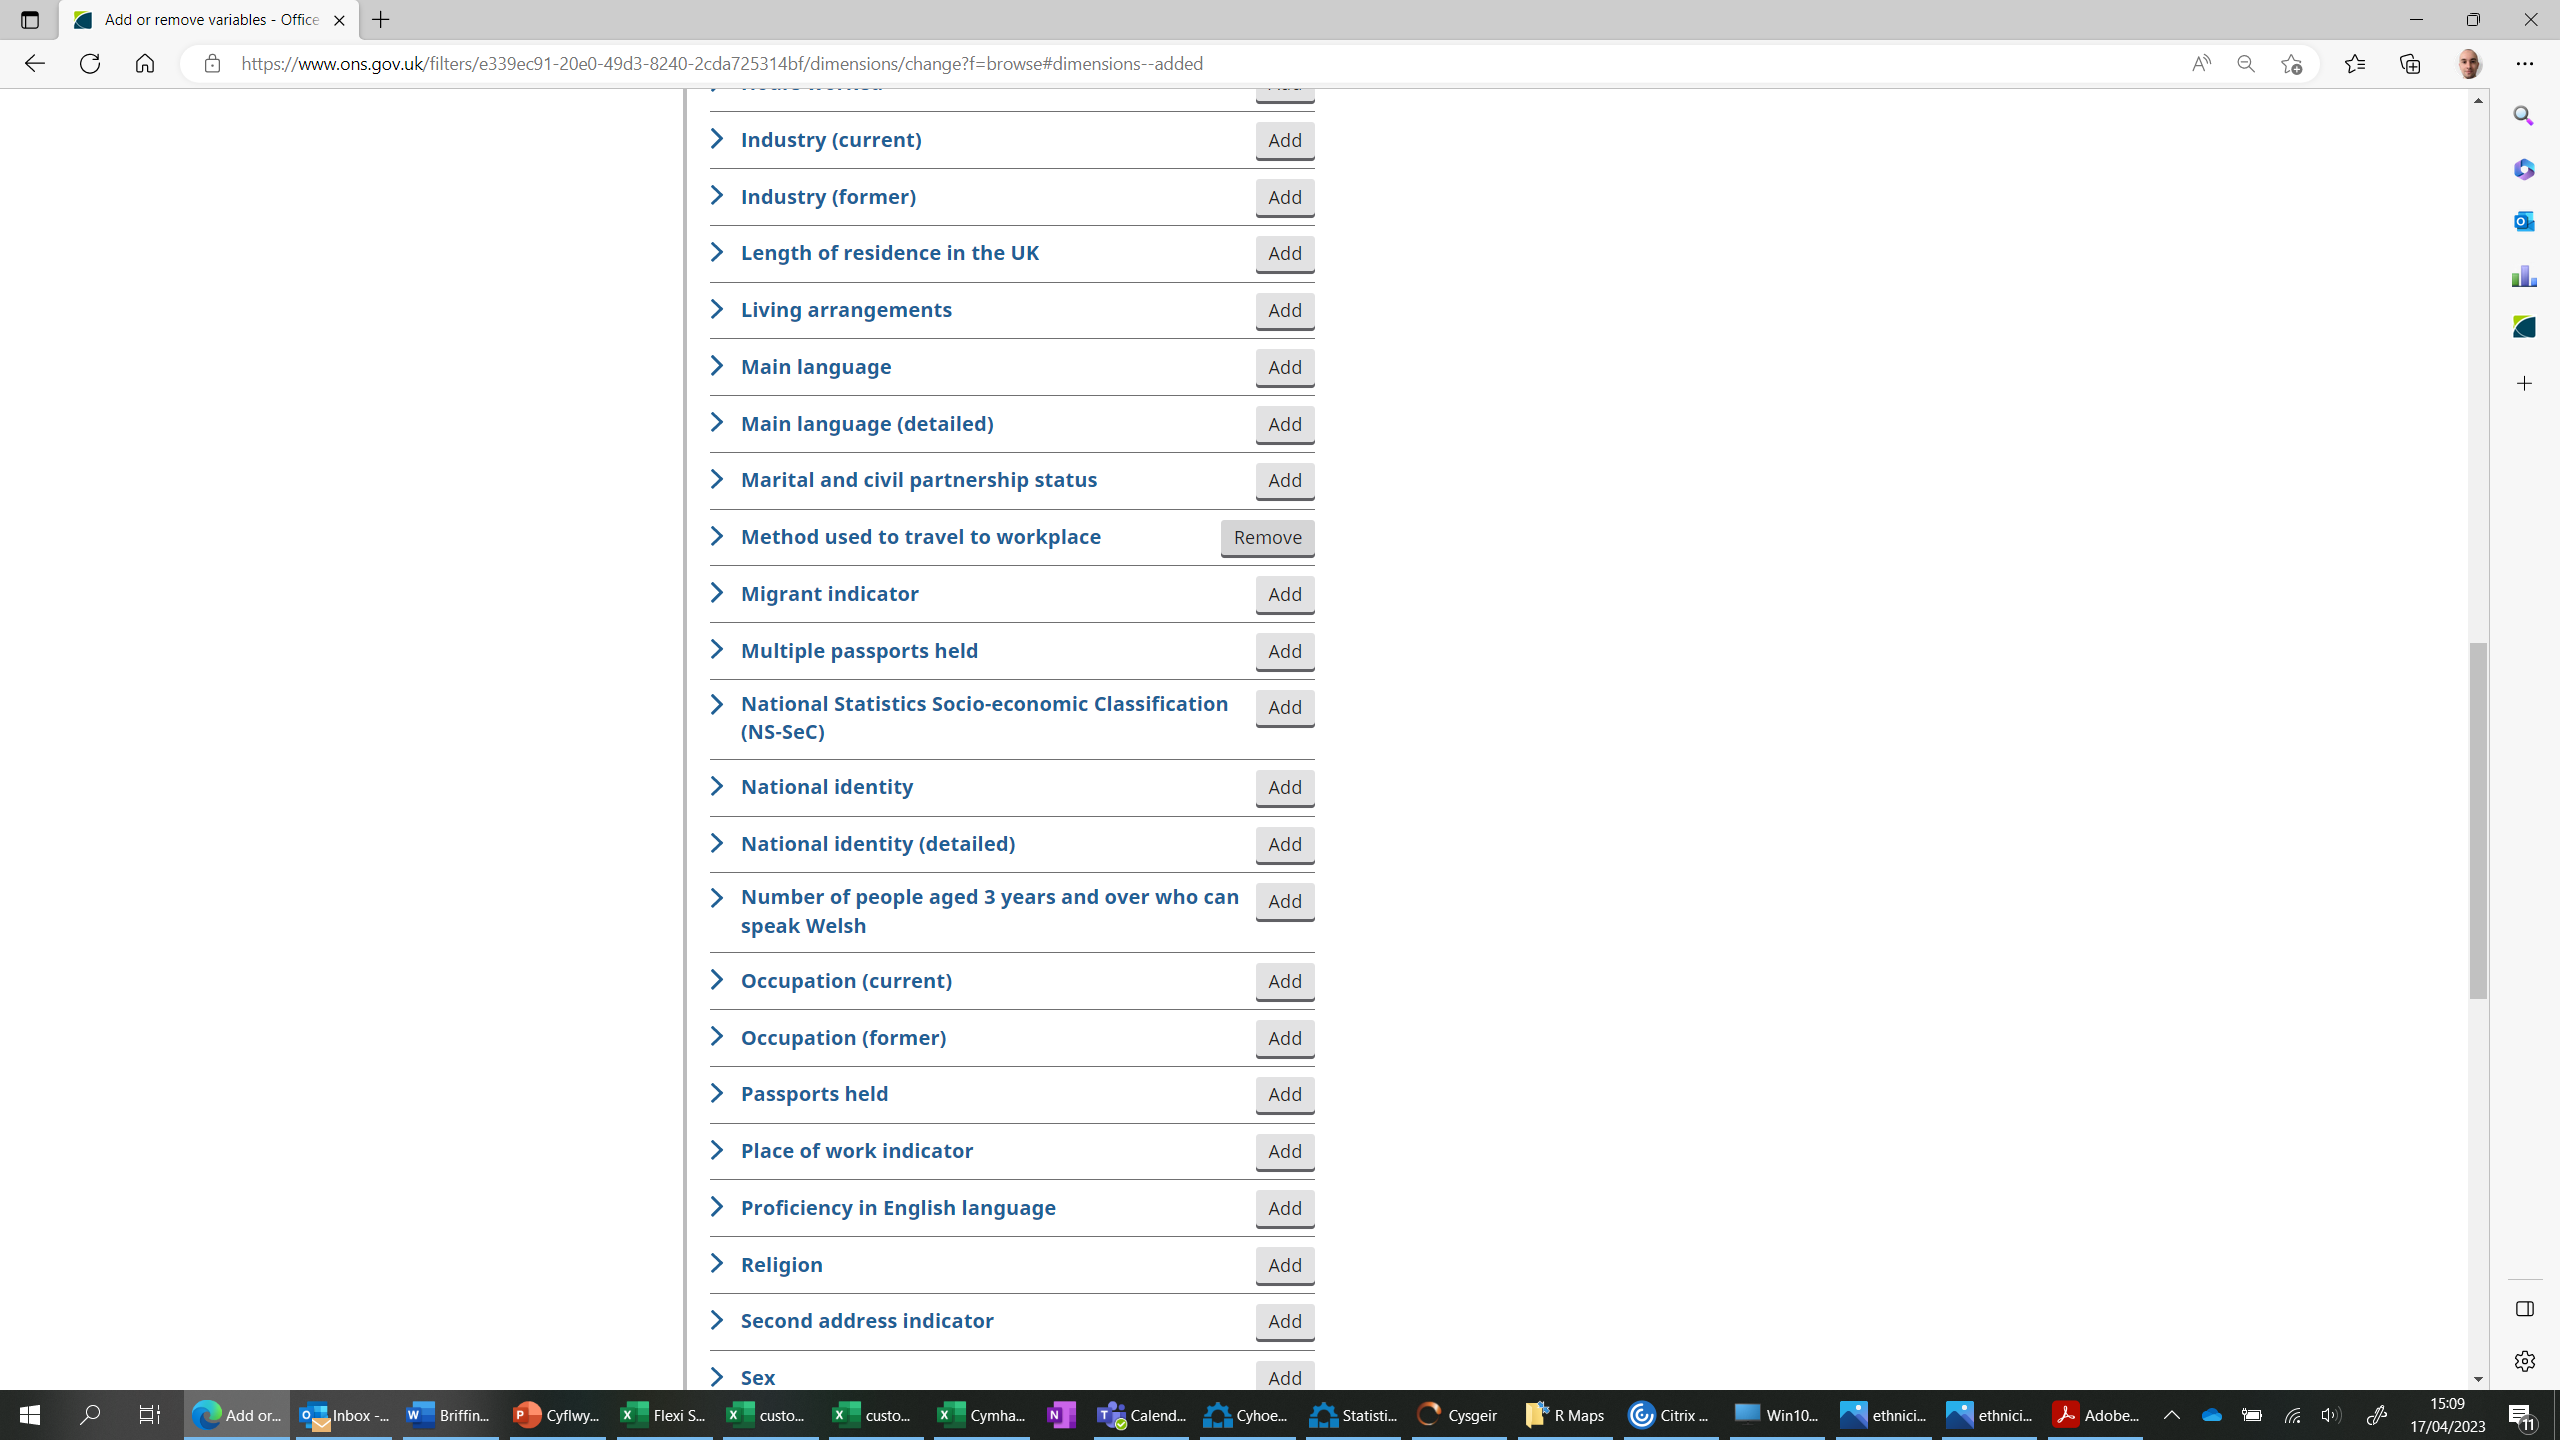 Add or remove variables - Office
https://www.ons.gov.uk/filters/e339ec91-20e0-49d3-8240-2cda725314bf/dimensions/change?f=browse#dimensions--added
Industry (current) Add
Industry (former) Add
Length of residence in the UK Add
Living arrangements Add
Main language Add
Main language (detailed) Add
Marital and civil partnership status Add
Method used to travel to workplace Remove
Migrant indicator Add
Multiple passports held Add
National Statistics Socio-economic Classification Add
(NS-SeC)
National identity Add
National identity (detailed) Add
Number of people aged 3 years and over who can Add
speak Welsh
Occupation (current) Add
Occupation (former) Add
Passports held Add
Place of work indicator Add
Proficiency in English language Add
Religion Add
Second address indicator Add
Sex Add
Add or... Inbox -... Briffin... Cyflwy... Flexi S... custo... custo... Cymha... Calend... Cyhoe... Statisti... Cysgeir R Maps Citrix ... Win10... ethnici... ethnici... Adobe... 15:09
17/04/2023 11